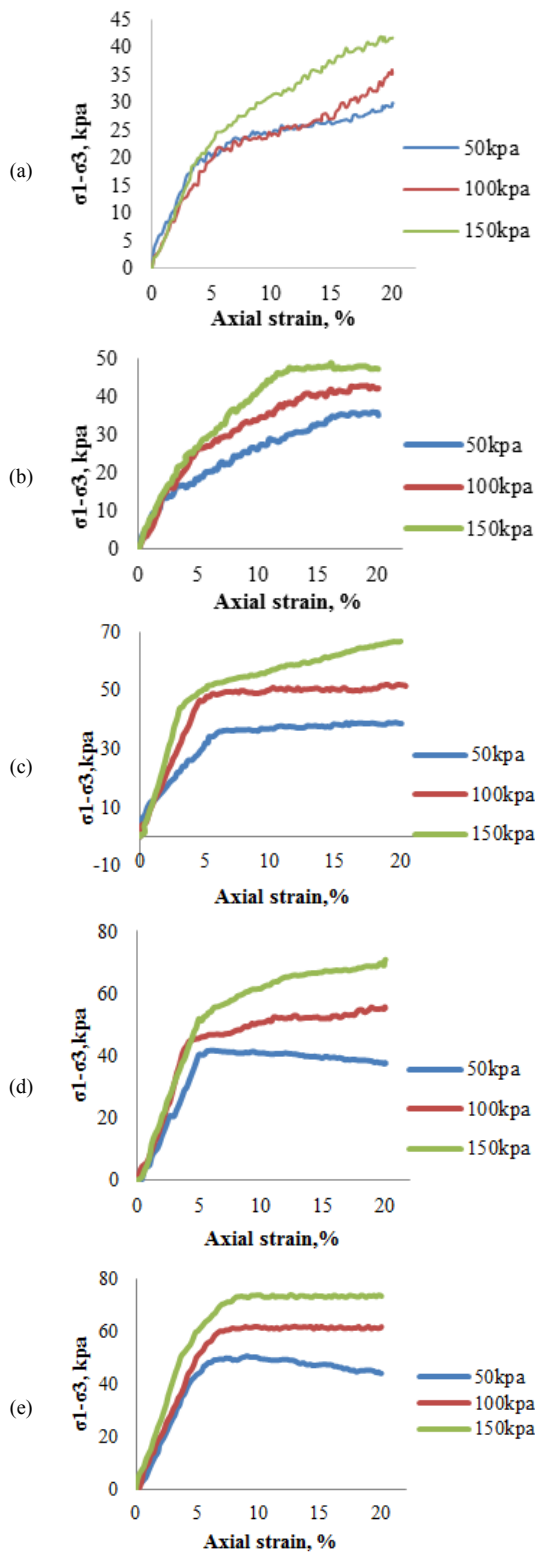 (a)
σ1-σ3, kpa
45
40
35
30
25
20
15
10
5
0
0 5 10 15 20
Axial strain, %
50kpa
100kpa
150kpa
(b)
σ1-σ3, kpa
50
40
30
20
10
0
0 5 10 15 20
Axial strain, %
50kpa
100kpa
150kpa
(c)
σ1-σ3,kpa
70
50
30
10
-10
0 5 10 15 20
Axial strain,%
50kpa
100kpa
150kpa
(d)
σ1-σ3,kpa
80
60
40
20
0
0 5 10 15 20
Axial strain,%
50kpa
100kpa
150kpa
(e)
σ1-σ3, kpa
80
60
40
20
0
0 5 10 15 20
Axial strain, %
50kpa
100kpa
150kpa